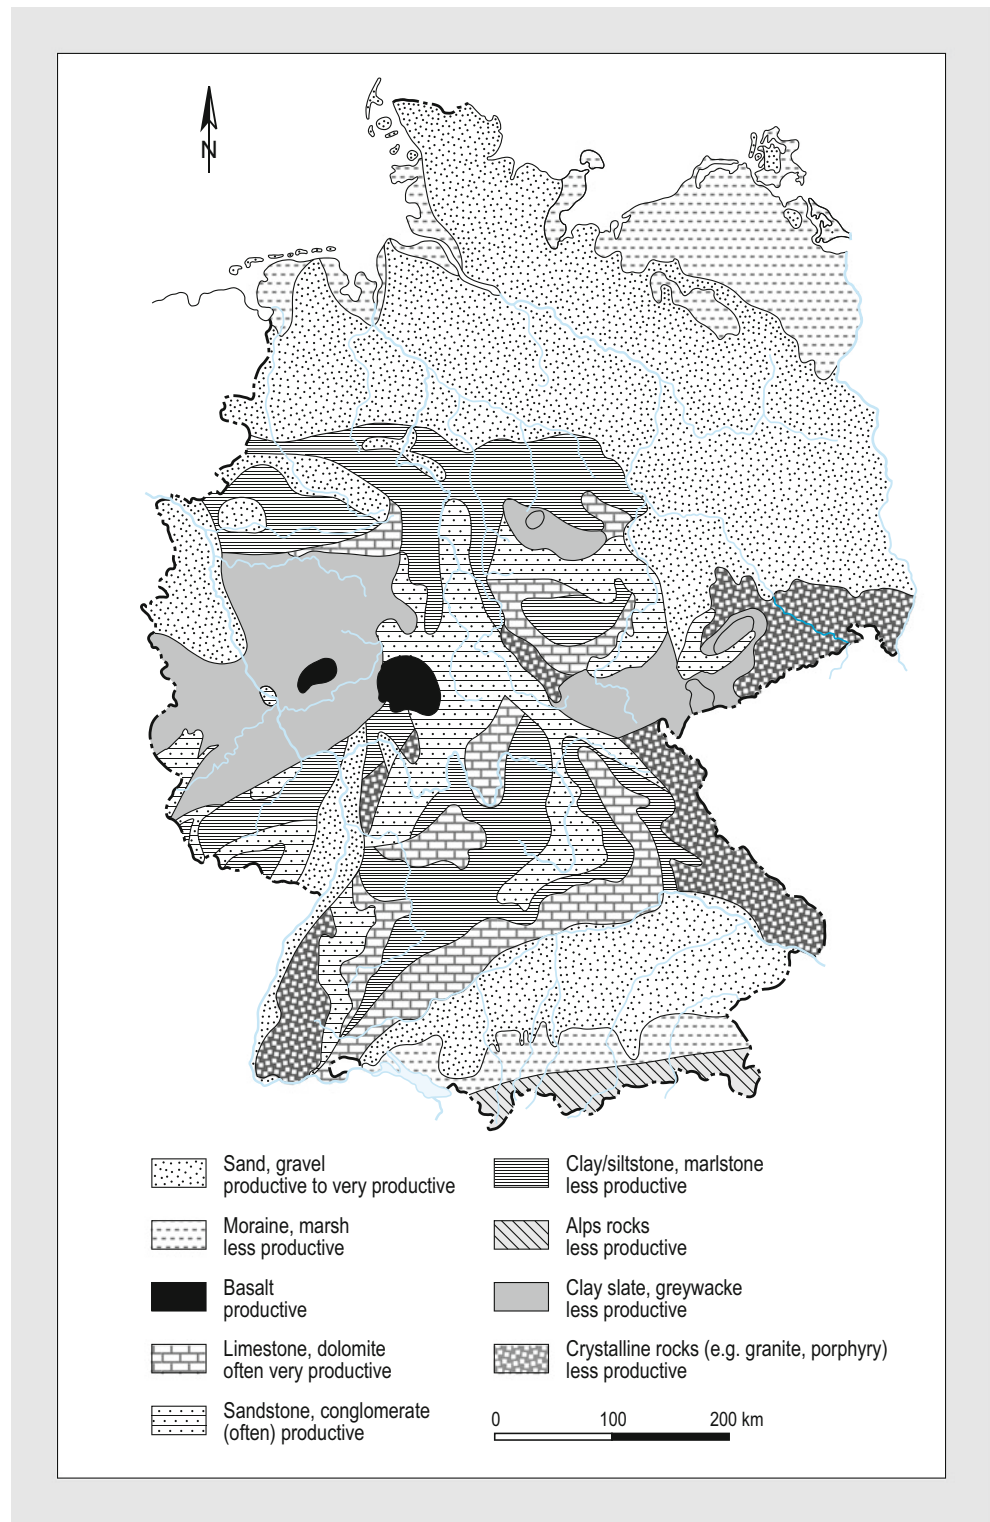 N
Sand, gravel
productive to very productive
Moraine, marsh
less productive
Basalt
productive
Limestone, dolomite
often very productive
Sandstone, conglomerate
(often) productive
Clay/siltstone, marlstone
less productive
Alps rocks
less productive
Clay slate, greywacke
less productive
Crystalline rocks (e.g. granite, porphyry)
less productive
0 100 200 km